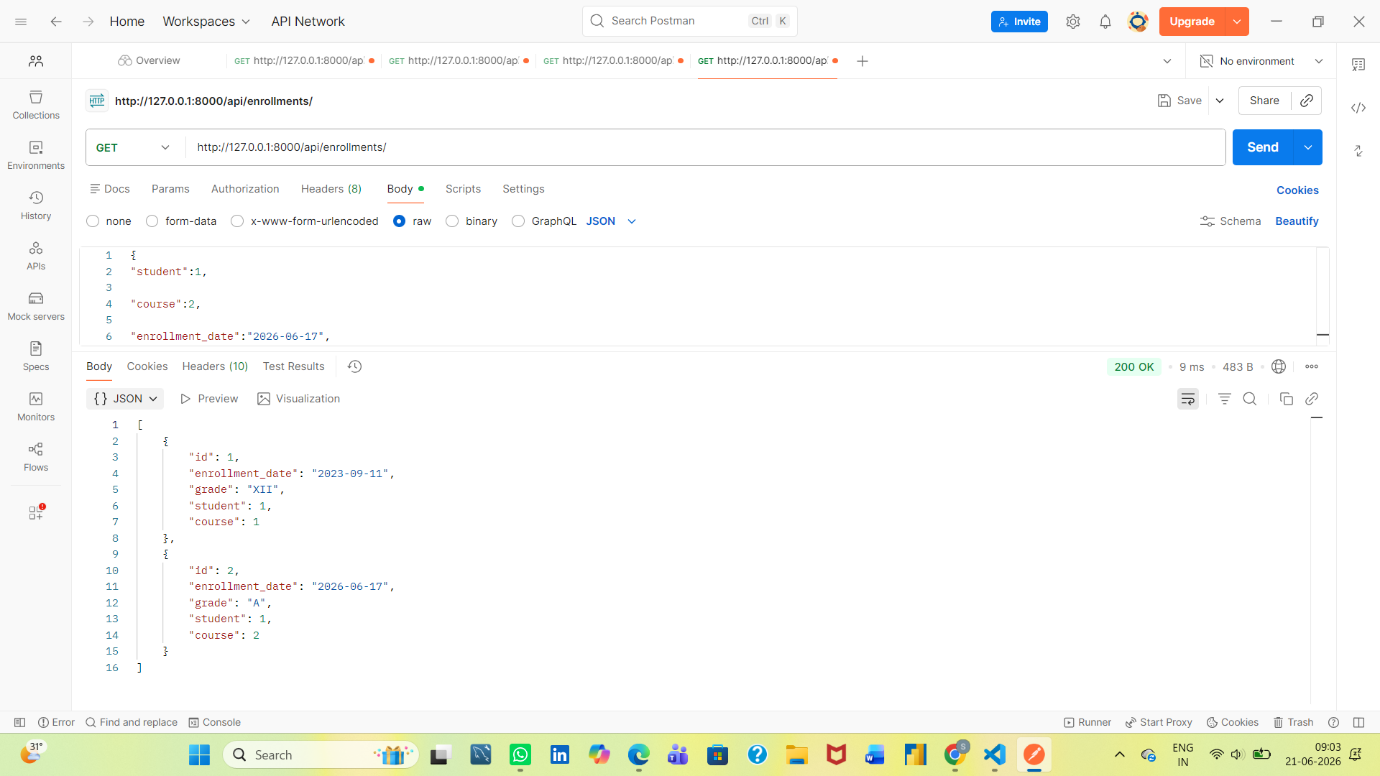 Home Workspaces API Network Search Postman Ctrl K Invite Upgrade
Overview GET http://127.0.0.1:8000/ap GET http://127.0.0.1:8000/ap GET http://127.0.0.1:8000/ap GET http://127.0.0.1:8000/ap No environment
HTTP http://127.0.0.1:8000/api/enrollments/ Save Share
GET http://127.0.0.1:8000/api/enrollments/ Send
Docs Params Authorization Headers (8) Body Scripts Settings Cookies
none form-data x-www-form-urlencoded raw binary GraphQL JSON Schema Beautify
Collections
Environments
History
APIs
Mock servers
Specs
Monitors
Flows
1 {
2 "student":1,
3
4 "course":2,
5
6 "enrollment_date":"2026-06-17",
Body Cookies Headers (10) Test Results 200 OK 9 ms 483 B
{} JSON Preview Visualization
1 [
2 {
3 "id": 1,
4 "enrollment_date": "2023-09-11",
5 "grade": "XII",
6 "student": 1,
7 "course": 1
8 },
9 {
10 "id": 2,
11 "enrollment_date": "2026-06-17",
12 "grade": "A",
13 "student": 1,
14 "course": 2
15 }
16 ]
Error Find and replace Console Runner Start Proxy Cookies Trash
31° Search ENG 09:03
IN 21-06-2026